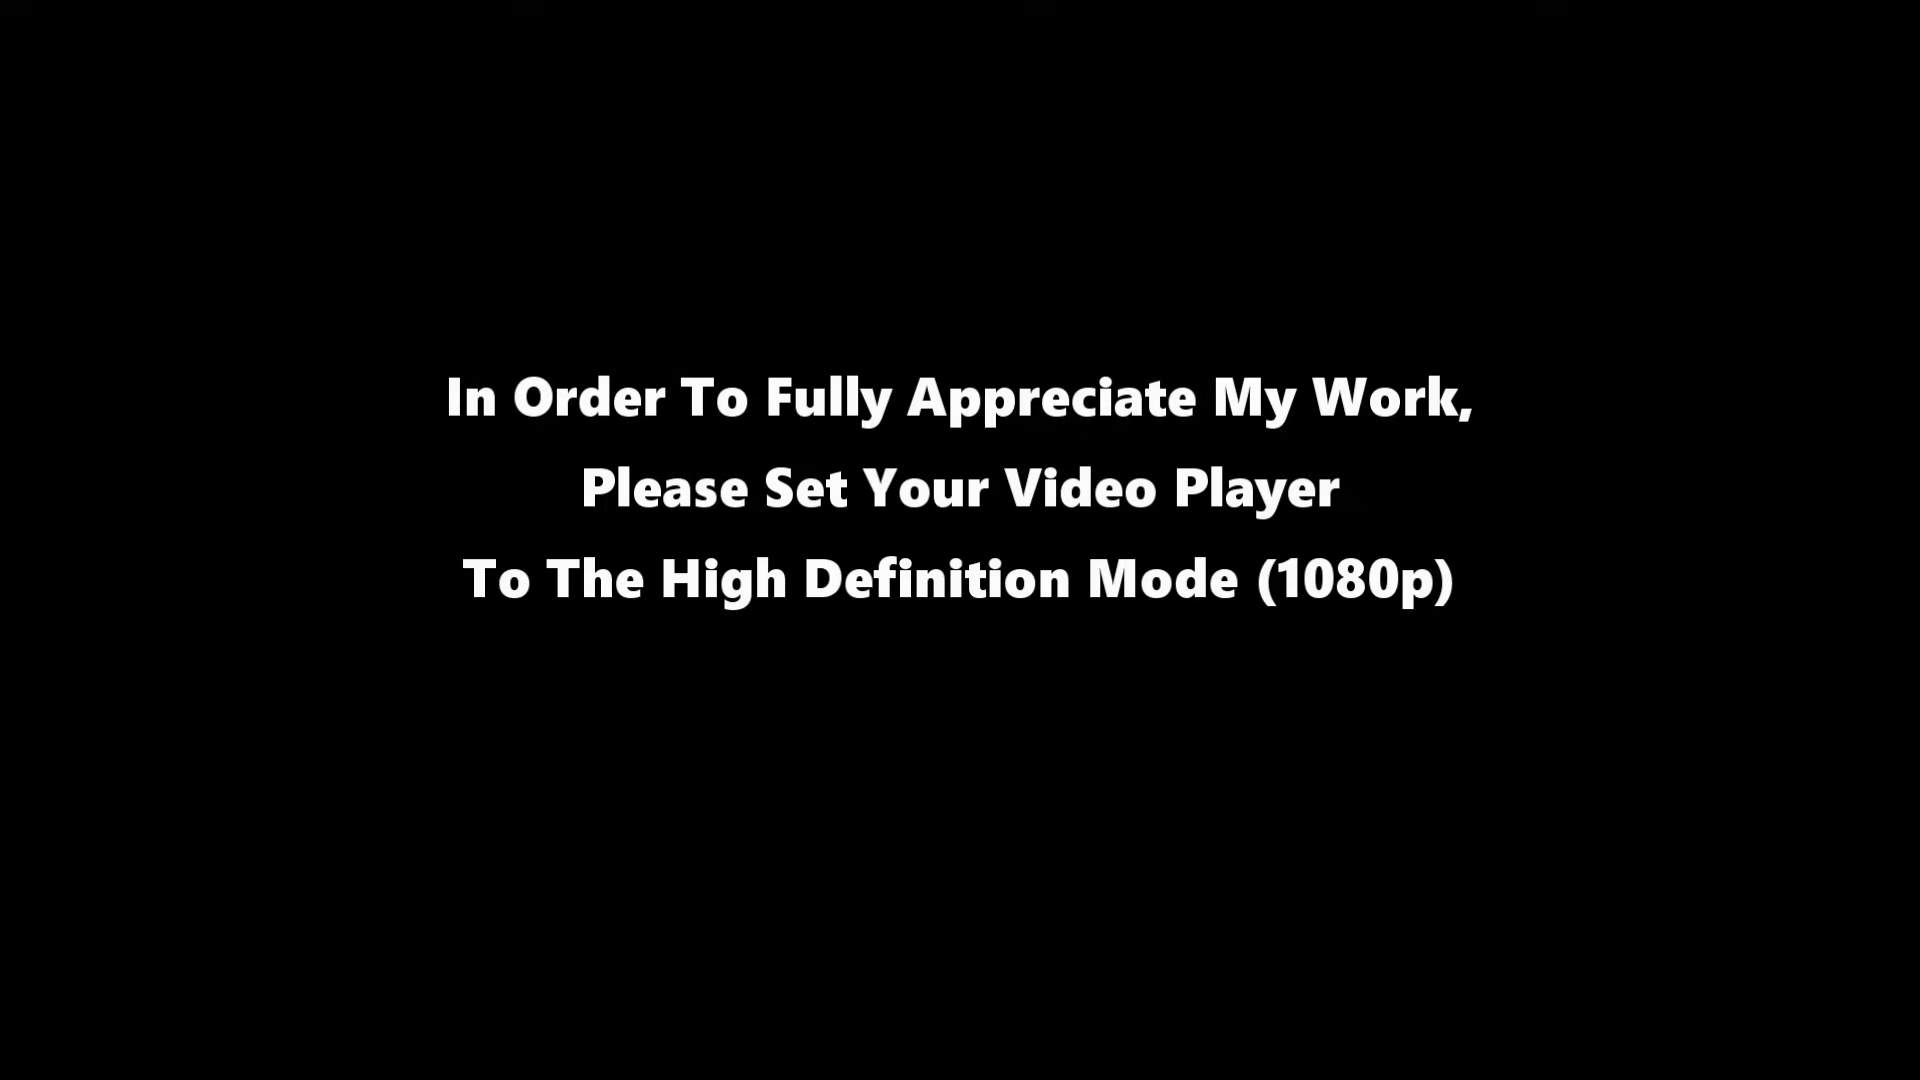 In Order To Fully Appreciate My Work,
Please Set Your Video Player
To The High Definition Mode (1080p)